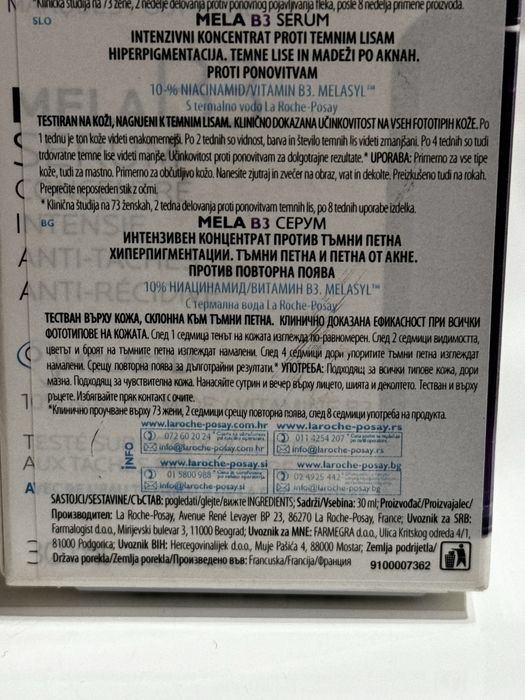 *Klinička studija na 73 žene, 2 nedelje delovanja protiv ponovnog pojavljivanja fleka, posle 8 nedelja primene proizvoda.
SLO
MELA B3 SERUM
INTENZIVNI KONCENTRAT PROTI TEMNIM LISAM
HIPERPIGMENTACIJA. TEMNE LISE IN MADEŽI PO AKNAH.
PROTI PONOVITVAM
10-% NIACINAMID/VITAMIN B3. MELASYL™
S termalno vodo La Roche-Posay
TESTIRAN NA KOŽI, NAGNJENI K TEMNIM LISAM. KLINIČNO DOKAZANA UČINKOVITOST NA VSEH FOTOTIPIH KOŽE. Po
1 tednu je ton kože videti enakomernejši. Po 2 tednih so vidnost, barva in število temnih lis videti zmanjšani. Po 4 tednih so tudi
trdovratne temne lise videti manjše. Učinkovitost proti ponovitvam za dolgotrajne rezultate.* UPORABA: Primerno za vse tipe
kože, tudi za mastno. Primerno za občutljivo kožo. Nanesite zjutraj in zvečer na obraz, vrat in dekolte. Preizkušeno tudi na rokah.
Preprečite neposreden stik z očmi.
* Klinična študija na 73 ženskah, 2 tedna delovanja proti ponovitvam temnih lis, po 8 tednih uporabe izdelka.
BG
MELA B3 СЕРУМ
ИНТЕНЗИВЕН КОНЦЕНТРАТ ПРОТИВ ТЪМНИ ПЕТНА
ХИПЕРПИГМЕНТАЦИИ. ТЪМНИ ПЕТНА И ПЕТНА ОТ АКНЕ.
ПРОТИВ ПОВТОРНА ПОЯВА
10% НИАЦИНАМИД/ВИТАМИН B3. MELASYL™
С термална вода La Roche-Posay
ТЕСТВАН ВЪРХУ КОЖА, СКЛОННА КЪМ ТЪМНИ ПЕТНА. КЛИНИЧНО ДОКАЗАНА ЕФИКАСНОСТ ПРИ ВСИЧКИ
ФОТОТИПОВЕ НА КОЖАТА. След 1 седмица тенът на кожата изглежда по-равномерен. След 2 седмици видимостта,
цветът и броят на тъмните петна изглеждат намалени. След 4 седмици дори упоритите тъмни петна изглеждат
намалени. Срещу повторна поява за дълготрайни резултати.* УПОТРЕБА: Подходящ за всички типове кожа, дори
мазна. Подходящ за чувствителна кожа. Нанасяйте сутрин и вечер върху лицето, шията и деколтето. Тестван и върху
ръцете. Избягвайте пряк контакт с очите.
*Клинично проучване върху 73 жени, 2 седмици срещу повторна поява, след 8 седмици употреба на продукта.
INFO
www.laroche-posay.com.hr www.laroche-posay.rs
072 60 20 24 011 4254 207
info@laroche-posay.com.hr info@laroche-posay.rs
www.laroche-posay.si www.laroche-posay.bg
01 5800 988 02 4925 442
info@laroche-posay.si info@laroche-posay.bg
SASTOJCI/SESTAVINE/СЪСТАВ: pogledati/glejte/вижте INGREDIENTS; Sadrži/Vsebina: 30 ml; Proizvođač/Proizvajalec/
Производител: La Roche-Posay, Avenue René Levayer BP 23, 86270 La Roche-Posay, France; Uvoznik za SRB:
Farmalogist d.o.o., Mirijevski bulevar 3, 11000 Beograd; Uvoznik za MNE: FARMEGRA d.o.o., Ulica Kritskog odreda 4/1,
81000 Podgorica; Uvoznik BIH: Hercegovinalijek d.o.o., Muje Pašića 4, 88000 Mostar; Zemlja podrijetla/
Država porekla/Zemlja porekla/Произведено във: Francuska/Francija/Франция
9100007362